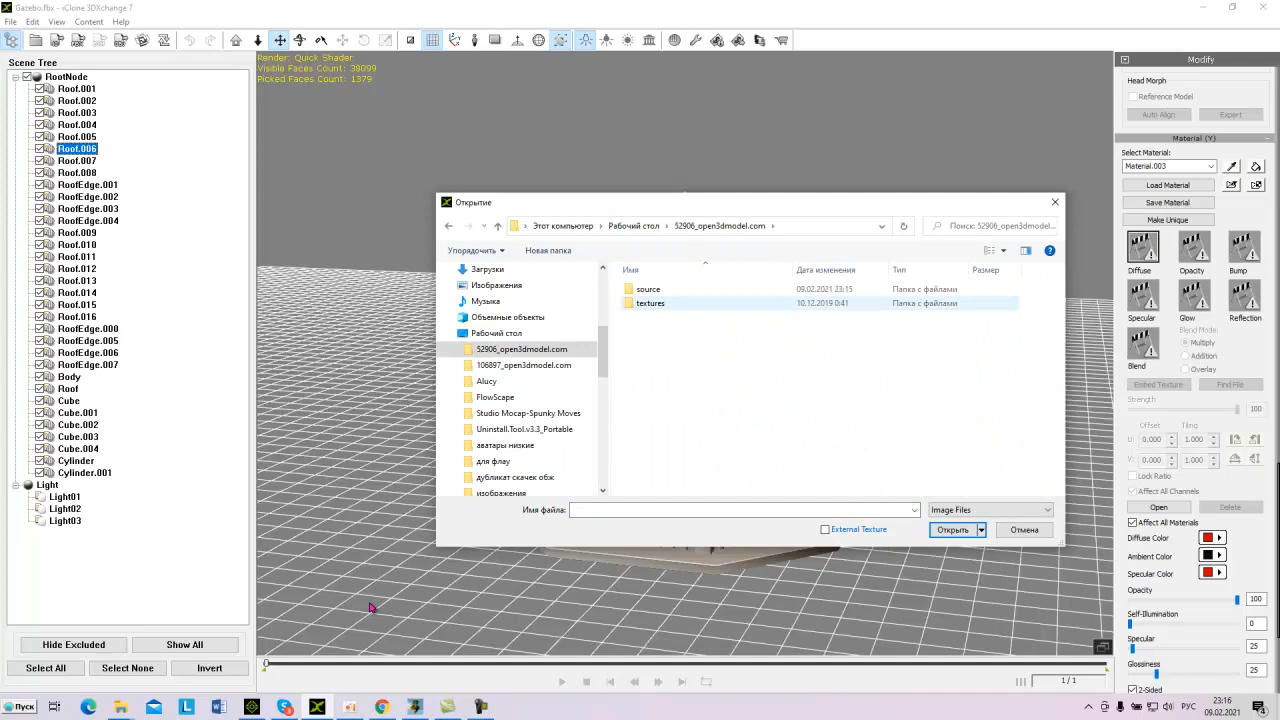 Gazebo.fbx - iClone 3DXchange 7
File Edit View Content Help
Scene Tree
RootNode
Roof.001
Roof.002
Roof.003
Roof.004
Roof.005
Roof.006
Roof.007
Roof.008
RoofEdge.001
RoofEdge.002
RoofEdge.003
RoofEdge.004
Roof.009
Roof.010
Roof.011
Roof.012
Roof.013
Roof.014
Roof.015
Roof.016
RoofEdge.000
RoofEdge.005
RoofEdge.006
RoofEdge.007
Body
Roof
Cube
Cube.001
Cube.002
Cube.003
Cube.004
Cylinder
Cylinder.001
Light
Light01
Light02
Light03
Hide Excluded Show All
Select All Select None Invert
Render: Quick Shader
Visible Faces Count: 38099
Picked Faces Count: 1379
Открытие
Этот компьютер Рабочий стол 52906_open3dmodel.com
Поиск: 52906_open3dmodel...
Упорядочить Новая папка
Загрузки
Изображения
Музыка
Объемные объекты
Рабочий стол
52906_open3dmodel.com
106897_open3dmodel.com
Alucy
FlowScape
Studio Mocap-Spunky Moves
Uninstall.Tool.v3.3_Portable
аватары низкие
для флау
дубликат скачек обж
изображения
Имя Дата изменения Тип Размер
source 09.02.2021 23:15 Папка с файлами
textures 10.12.2019 0:41 Папка с файлами
Имя файла: Image Files
External Texture Открыть Отмена
Modify
Head Morph
Reference Model
Auto Align Expert
Material (Y)
Select Material:
Material.003
Load Material
Save Material
Make Unique
Diffuse Opacity Bump
Specular Glow Reflection
Blend Mode:
Multiply
Addition
Overlay
Blend
Embed Texture Find File
Strength
100
Offset Tiling
U: 0.000 1.000
V: 0.000 1.000
Lock Ratio
Affect All Channels
Open Delete
Affect All Materials
Diffuse Color
Ambient Color
Specular Color
Opacity
100
Self-Illumination
0
Specular
25
Glossiness
25
2-Sided
1 / 1
Пуск
РУС
23:16
09.02.2021
4